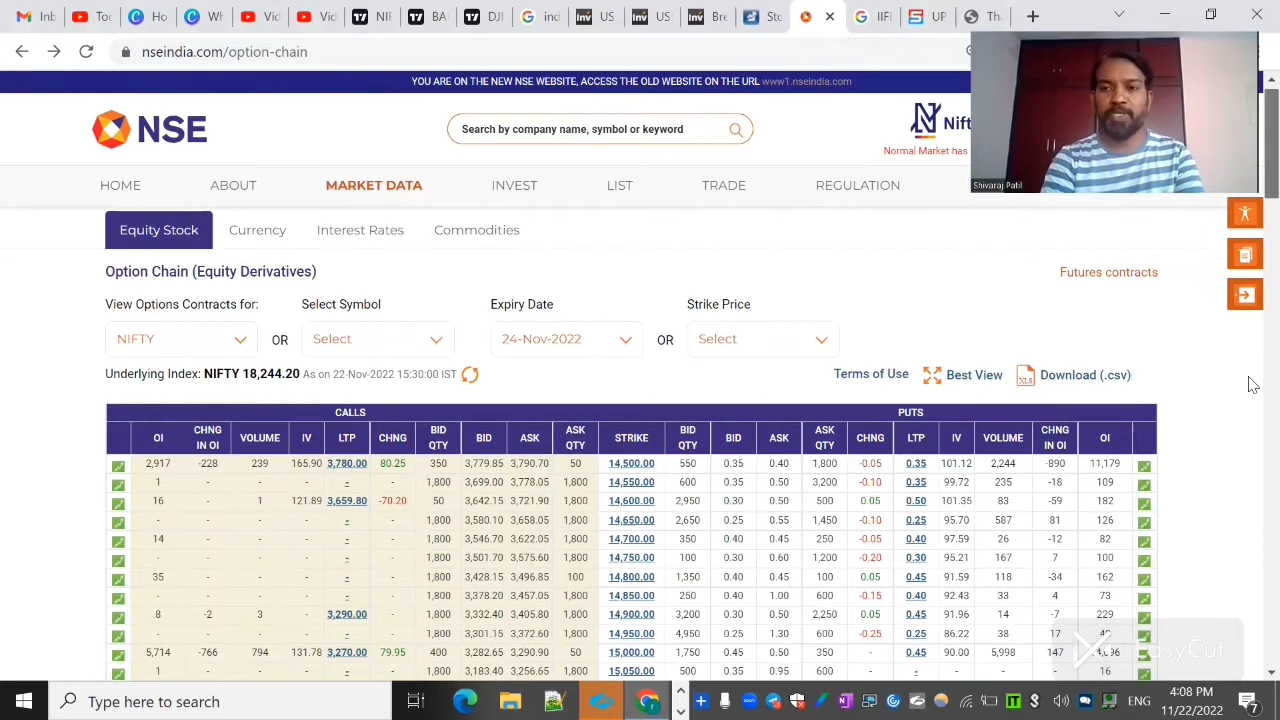 YouT
Hom
YouT
NIF
BAN
DJI
ind
US
US
Bre
Sto
IIFl
SPL
Tha
nseindia.com/option-chain
YOU ARE ON THE NEW NSE WEBSITE, ACCESS THE OLD WEBSITE ON THE URL www1.nseindia.com
NSE
Search by company name, symbol or keyword
Nift
Normal Market has
Shivaraj Patil
HOME ABOUT MARKET DATA INVEST LIST TRADE REGULATION
Equity Stock Currency Interest Rates Commodities
Option Chain (Equity Derivatives)
Futures contracts
View Options Contracts for: Select Symbol Expiry Date Strike Price
NIFTY OR Select 24-Nov-2022 OR Select
Underlying Index: NIFTY 18,244.20 As on 22-Nov-2022 15:30:00 IST
Terms of Use Best View XLS Download (.csv)
CALLS PUTS
OI CHNG IN OI VOLUME IV LTP CHNG BID QTY BID ASK ASK QTY STRIKE BID QTY BID ASK ASK QTY CHNG LTP IV VOLUME CHNG IN OI OI
2,917 -228 239 165.90 3,780.00 80.25 350 3,779.85 3,790.70 50 14,500.00 550 0.35 0.40 1,800 -0.05 0.35 101.12 2,244 -890 11,179
1 - - - - - 1,800 3,699.00 3,778.05 1,800 14,550.00 600 0.35 0.50 3,200 -0.10 0.35 99.72 235 -18 109
16 - 1 121.89 3,659.80 -70.20 50 3,642.15 3,721.90 1,800 14,600.00 2,950 0.30 0.50 500 0.05 0.50 101.35 83 -59 182
- - - - - - 1,800 3,580.10 3,658.05 1,800 14,650.00 2,650 0.25 0.55 1,450 -0.10 0.25 95.70 587 81 126
14 - - - - - 1,800 3,546.70 3,622.05 1,800 14,700.00 350 0.40 0.45 250 -0.05 0.40 97.59 26 -12 82
- - - - - - 1,800 3,501.70 3,575.60 1,800 14,750.00 100 0.30 0.60 1,200 -0.20 0.30 95.21 167 7 100
35 - - - - - 1,800 3,428.15 3,496.85 100 14,800.00 1,350 0.40 0.45 100 0.05 0.45 91.59 118 -34 162
- - - - - - 1,800 3,378.20 3,457.05 1,800 14,850.00 250 0.40 1.00 600 -0.15 0.40 92.43 33 4 73
8 -2 3 - 3,290.00 - 1,800 3,332.40 3,405.80 1,800 14,900.00 3,200 0.30 0.50 2,250 0.05 0.45 91.96 14 -7 229
- - - - - - 1,800 3,301.15 3,372.60 1,800 14,950.00 4,950 0.25 1.30 600 -0.25 0.25 86.22 38 17
5,714 -766 794 131.78 3,270.00 79.95 50 3,282.65 3,290.90 50 15,000.00 1,750 0.45 0.50 350 - 0.45 90.00 5,998 147
1 - - - - - 1,800 3,183.40 3,256.65 1,800 15,050.00 500 0.35 0.95 600 - - - - - 16
EasyCut
Type here to search
ENG
4:08 PM
11/22/2022
7